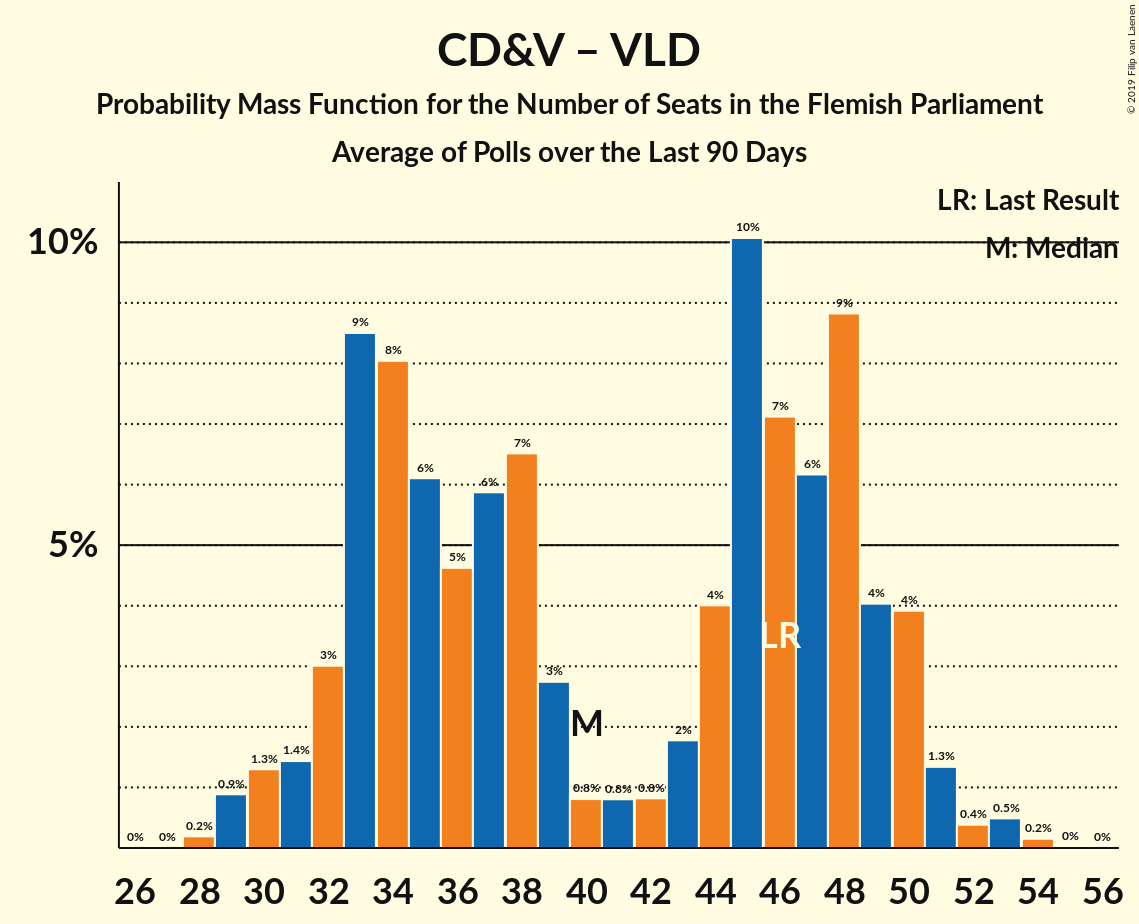 CD&V – VLD
Probability Mass Function for the Number of Seats in the Flemish Parliament
Average of Polls over the Last 90 Days
© 2019 Filip van Laenen
LR: Last Result
M: Median
10%
5%
0% 0% 0.2% 0.9% 1.3% 1.4% 3% 9% 8% 6% 5% 6% 7% 3% 0.8% 0.8% 0.8% 2% 4% 10% 7% 6% 9% 4% 4% 1.3% 0.4% 0.5% 0.2% 0% 0%
LR
M
26 28 30 32 34 36 38 40 42 44 46 48 50 52 54 56